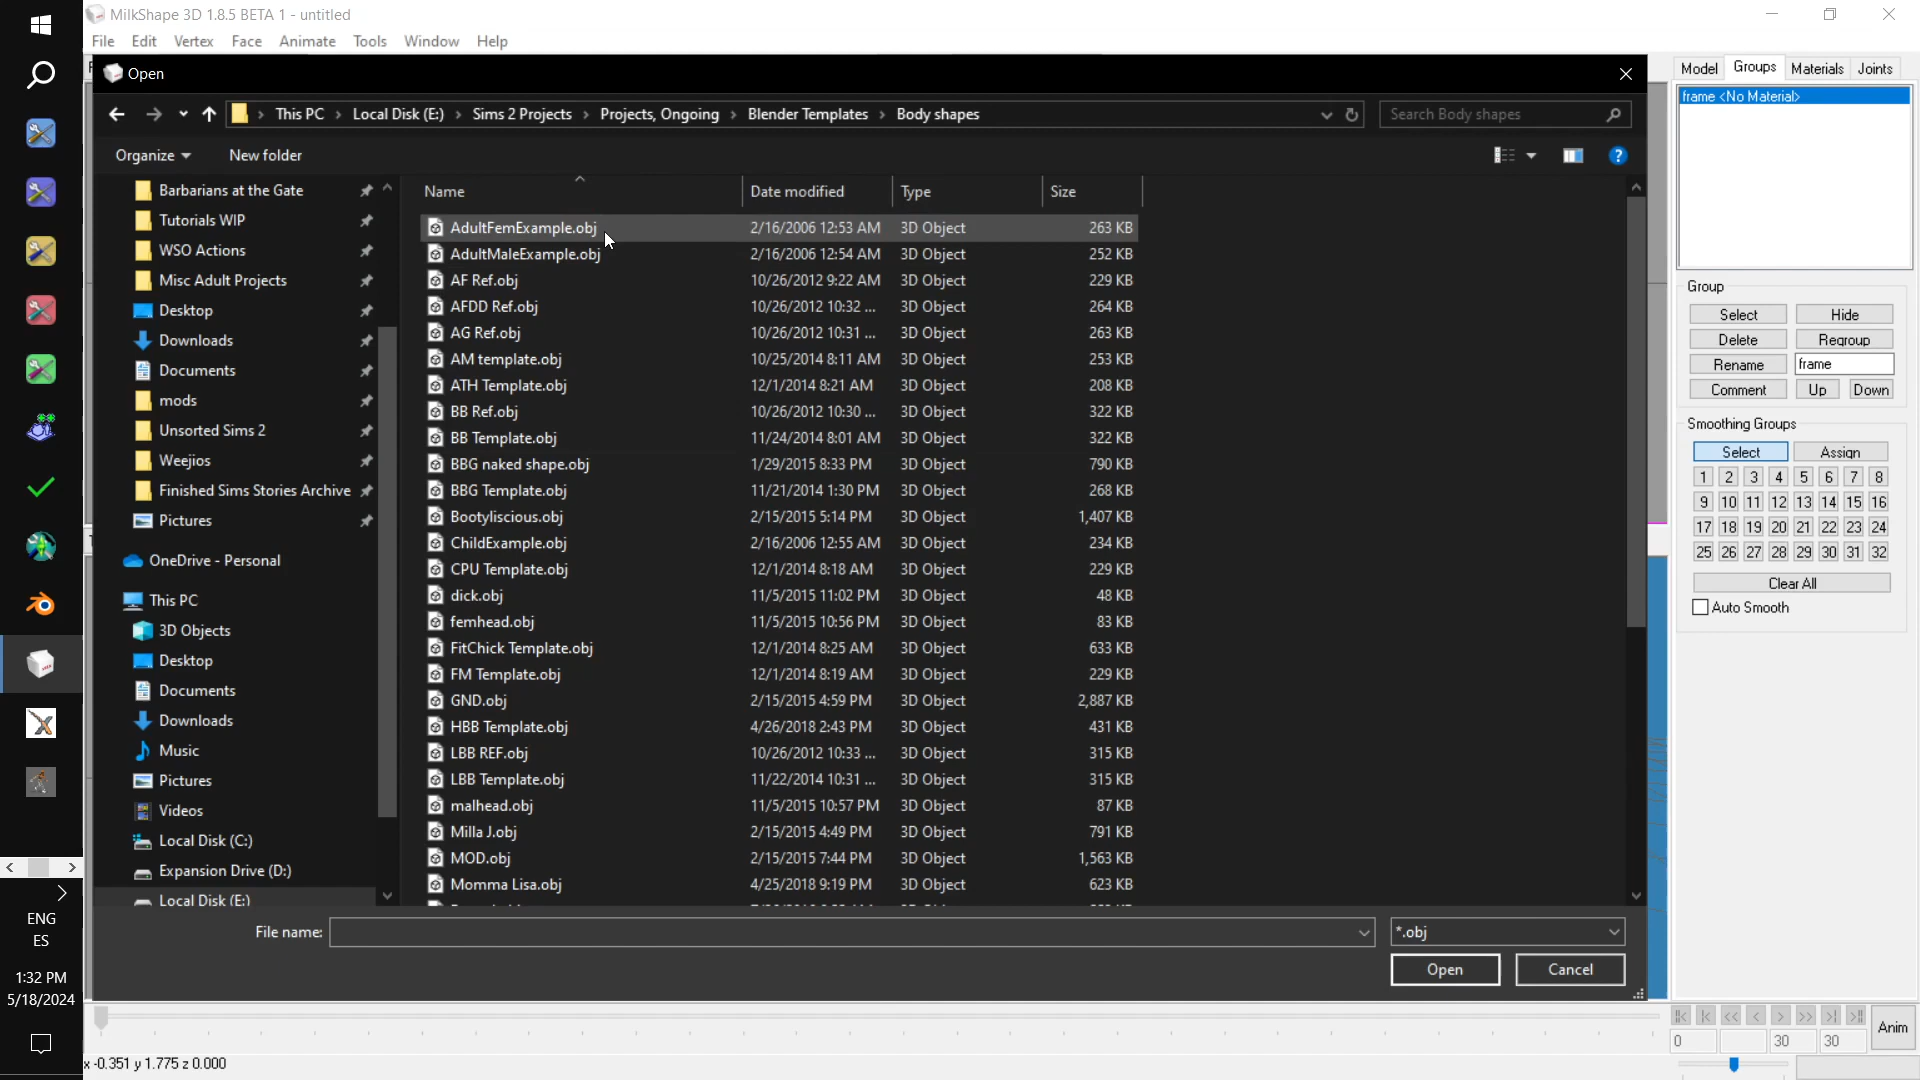 MilkShape 3D 1.8.5 BETA 1 - untitled
File Edit Vertex Face Animate Tools Window Help
Open
This PC Local Disk (E:) Sims 2 Projects Projects, Ongoing Blender Templates Body shapes
Search Body shapes
Organize New folder
Barbarians at the Gate
Tutorials WIP
WSO Actions
Misc Adult Projects
Desktop
Downloads
Documents
mods
Unsorted Sims 2
Weejios
Finished Sims Stories Archive
Pictures
OneDrive - Personal
This PC
3D Objects
Desktop
Documents
Downloads
Music
Pictures
Videos
Local Disk (C:)
Expansion Drive (D:)
Local Disk (E:)
Name Date modified Type Size
AdultFemExample.obj 2/16/2006 12:53 AM 3D Object 263 KB
AdultMaleExample.obj 2/16/2006 12:54 AM 3D Object 252 KB
AF Ref.obj 10/26/2012 9:22 AM 3D Object 229 KB
AFDD Ref.obj 10/26/2012 10:32 ... 3D Object 264 KB
AG Ref.obj 10/26/2012 10:31 ... 3D Object 263 KB
AM template.obj 10/25/2014 8:11 AM 3D Object 253 KB
ATH Template.obj 12/1/2014 8:21 AM 3D Object 208 KB
BB Ref.obj 10/26/2012 10:30 ... 3D Object 322 KB
BB Template.obj 11/24/2014 8:01 AM 3D Object 322 KB
BBG naked shape.obj 1/29/2015 8:33 PM 3D Object 790 KB
BBG Template.obj 11/21/2014 1:30 PM 3D Object 268 KB
Bootyliscious.obj 2/15/2015 5:14 PM 3D Object 1,407 KB
ChildExample.obj 2/16/2006 12:55 AM 3D Object 234 KB
CPU Template.obj 12/1/2014 8:18 AM 3D Object 229 KB
dick.obj 11/5/2015 11:02 PM 3D Object 48 KB
femhead.obj 11/5/2015 10:56 PM 3D Object 83 KB
FitChick Template.obj 12/1/2014 8:25 AM 3D Object 633 KB
FM Template.obj 12/1/2014 8:19 AM 3D Object 229 KB
GND.obj 2/15/2015 4:59 PM 3D Object 2,887 KB
HBB Template.obj 4/26/2018 2:43 PM 3D Object 431 KB
LBB REF.obj 10/26/2012 10:33 ... 3D Object 315 KB
LBB Template.obj 11/22/2014 10:31 ... 3D Object 315 KB
malhead.obj 11/5/2015 10:57 PM 3D Object 87 KB
Milla J.obj 2/15/2015 4:49 PM 3D Object 791 KB
MOD.obj 2/15/2015 7:44 PM 3D Object 1,563 KB
Momma Lisa.obj 4/25/2018 9:19 PM 3D Object 623 KB
File name: *.obj
Open Cancel
Model Groups Materials Joints
frame <No Material>
Group
Select Hide
Delete Regroup
Rename frame
Comment Up Down
Smoothing Groups
Select Assign
1 2 3 4 5 6 7 8
9 10 11 12 13 14 15 16
17 18 19 20 21 22 23 24
25 26 27 28 29 30 31 32
Clear All
Auto Smooth
0 30 30 Anim
ENG
ES
1:32 PM
5/18/2024
x -0.351 y 1.775 z 0.000